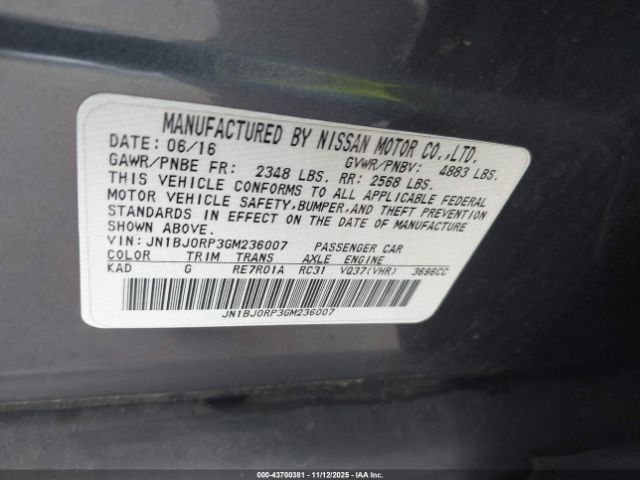 MANUFACTURED BY NISSAN MOTOR CO.,LTD.
DATE: 06/16 GVWR/PNBV: 4883 LBS.
GAWR/PNBE FR: 2348 LBS. RR: 2568 LBS.
THIS VEHICLE CONFORMS TO ALL APPLICABLE FEDERAL
MOTOR VEHICLE SAFETY,BUMPER,AND THEFT PREVENTION
STANDARDS IN EFFECT ON THE DATE OF MANUFACTURE
SHOWN ABOVE.
VIN: JN1BJ0RP3GM236007 PASSENGER CAR
COLOR TRIM TRANS AXLE ENGINE
KAD G RE7R01A RC31 VQ37(VHR) 3696CC
JN1BJ0RP3GM236007
000-43700381 - 11/12/2025 - IAA Inc.